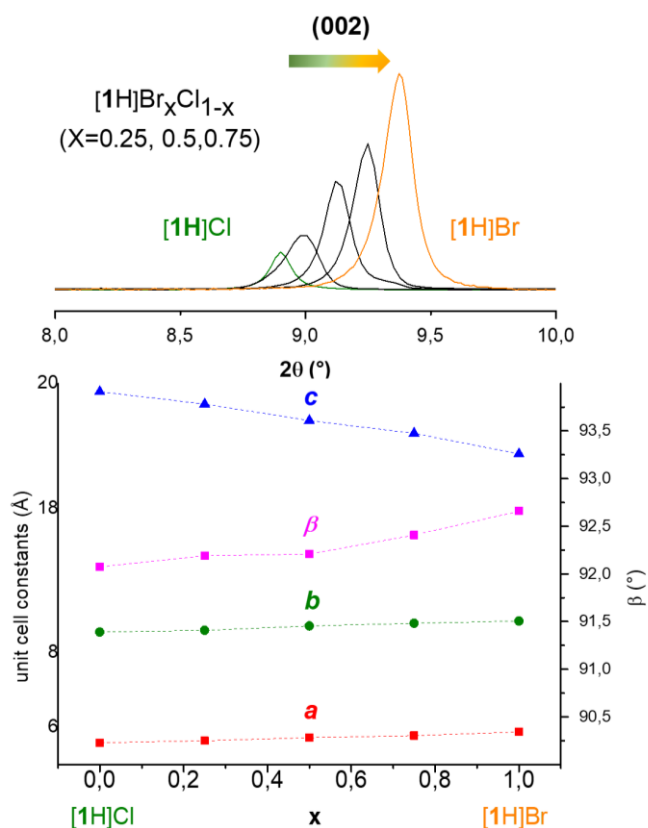 (002)
[1H]BrₓCl₁₋ₓ
(X=0.25, 0.5,0.75)
[1H]Cl
[1H]Br
8,0 8,5 9,0 9,5 10,0
2θ (°)
20
18
8
6
unit cell constants (Å)
c
β
b
a
93,5
93,0
92,5
92,0
91,5
91,0
90,5
β (°)
0,0 0,2 0,4 0,6 0,8 1,0
[1H]Cl x [1H]Br